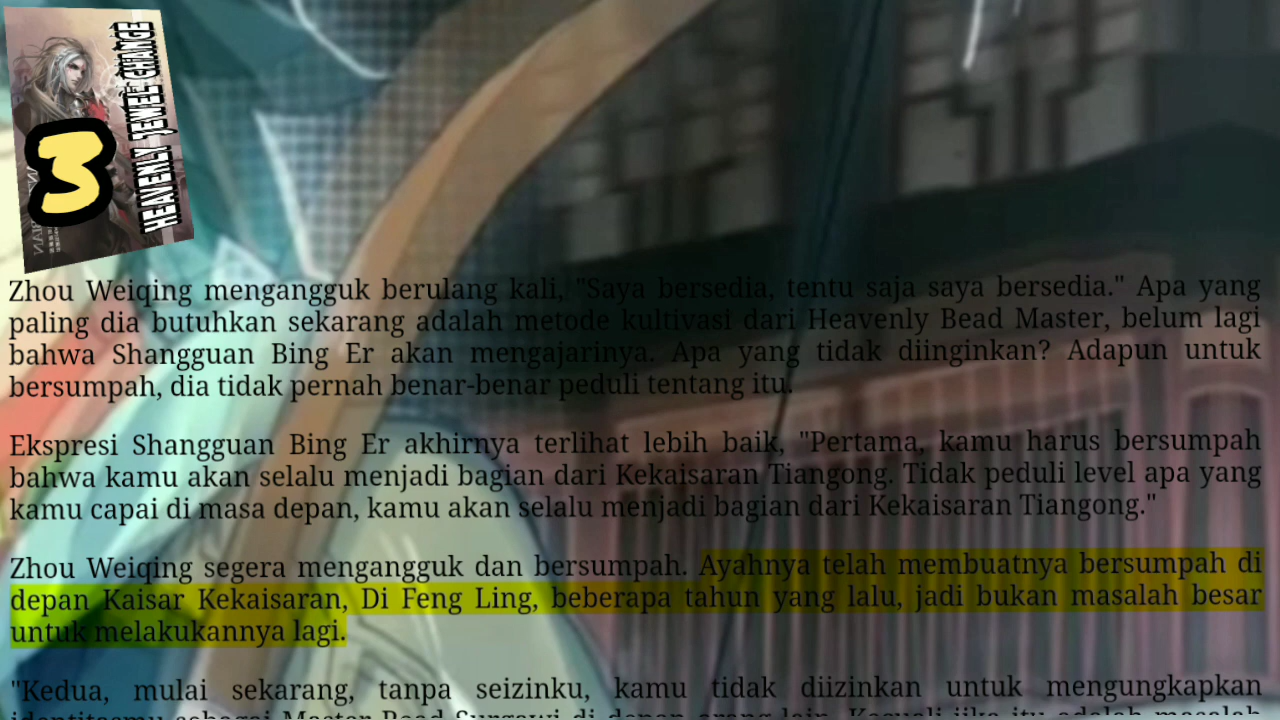 HEAVENLY JEWEL CHANGE
3
Zhou Weiqing mengangguk berulang kali, "Saya bersedia, tentu saja saya bersedia." Apa yang
paling dia butuhkan sekarang adalah metode kultivasi dari Heavenly Bead Master, belum lagi
bahwa Shangguan Bing Er akan mengajarinya. Apa yang tidak diinginkan? Adapun untuk
bersumpah, dia tidak pernah benar-benar peduli tentang itu.
Ekspresi Shangguan Bing Er akhirnya terlihat lebih baik, "Pertama, kamu harus bersumpah
bahwa kamu akan selalu menjadi bagian dari Kekaisaran Tiangong. Tidak peduli level apa yang
kamu capai di masa depan, kamu akan selalu menjadi bagian dari Kekaisaran Tiangong."
Zhou Weiqing segera mengangguk dan bersumpah. Ayahnya telah membuatnya bersumpah di
depan Kaisar Kekaisaran, Di Feng Ling, beberapa tahun yang lalu, jadi bukan masalah besar
untuk melakukannya lagi.
"Kedua, mulai sekarang, tanpa seizinku, kamu tidak diizinkan untuk mengungkapkan